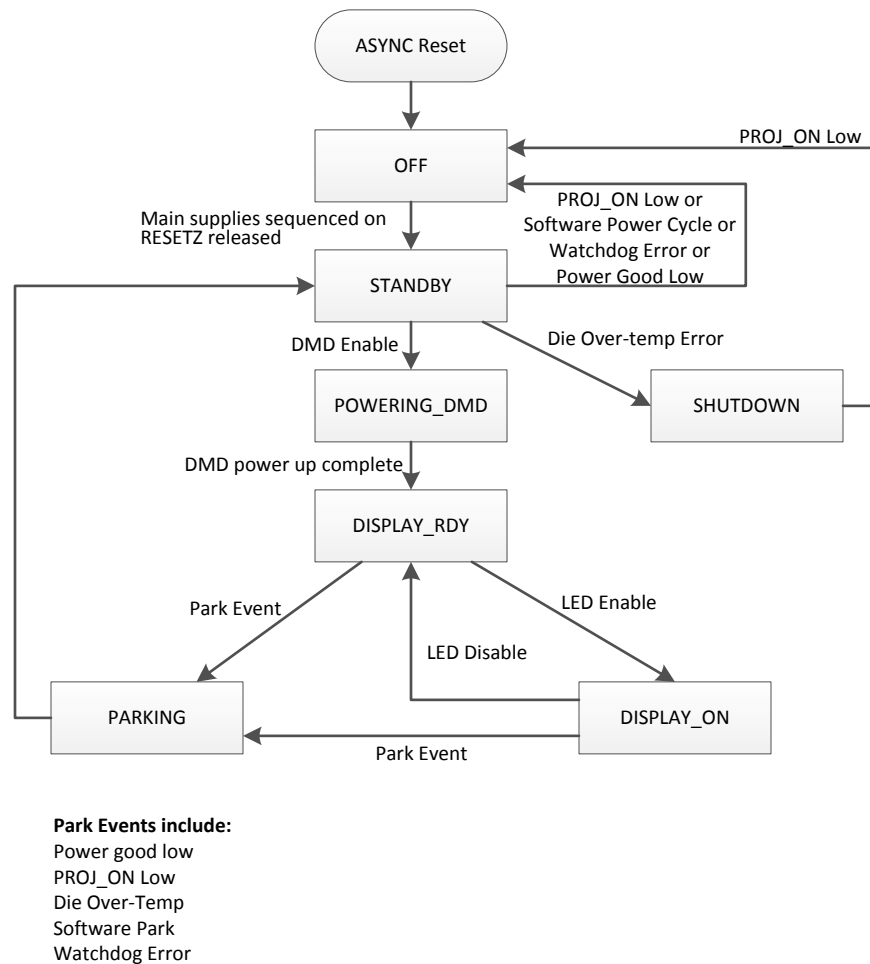 ASYNC Reset
PROJ_ON Low
OFF
PROJ_ON Low or
Software Power Cycle or
Watchdog Error or
Power Good Low
Main supplies sequenced on
RESETZ released
STANDBY
DMD Enable
Die Over-temp Error
POWERING_DMD
SHUTDOWN
DMD power up complete
DISPLAY_RDY
Park Event
LED Enable
LED Disable
PARKING
DISPLAY_ON
Park Event
Park Events include:
Power good low
PROJ_ON Low
Die Over-Temp
Software Park
Watchdog Error